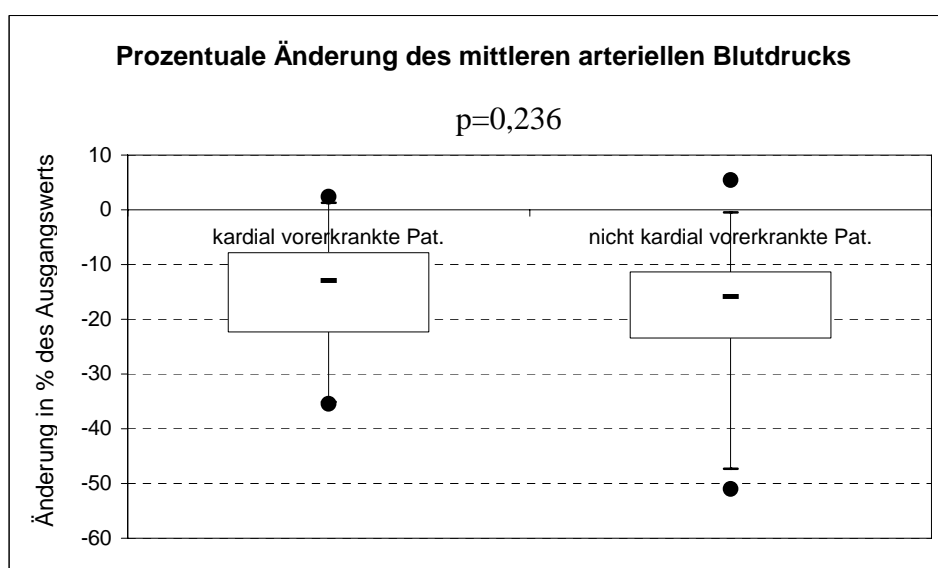 Prozentuale Änderung des mittleren arteriellen Blutdrucks
p=0,236
Änderung in % des Ausgangswerts
10
0
-10
-20
-30
-40
-50
-60
kardial vorerkrankte Pat.
nicht kardial vorerkrankte Pat.